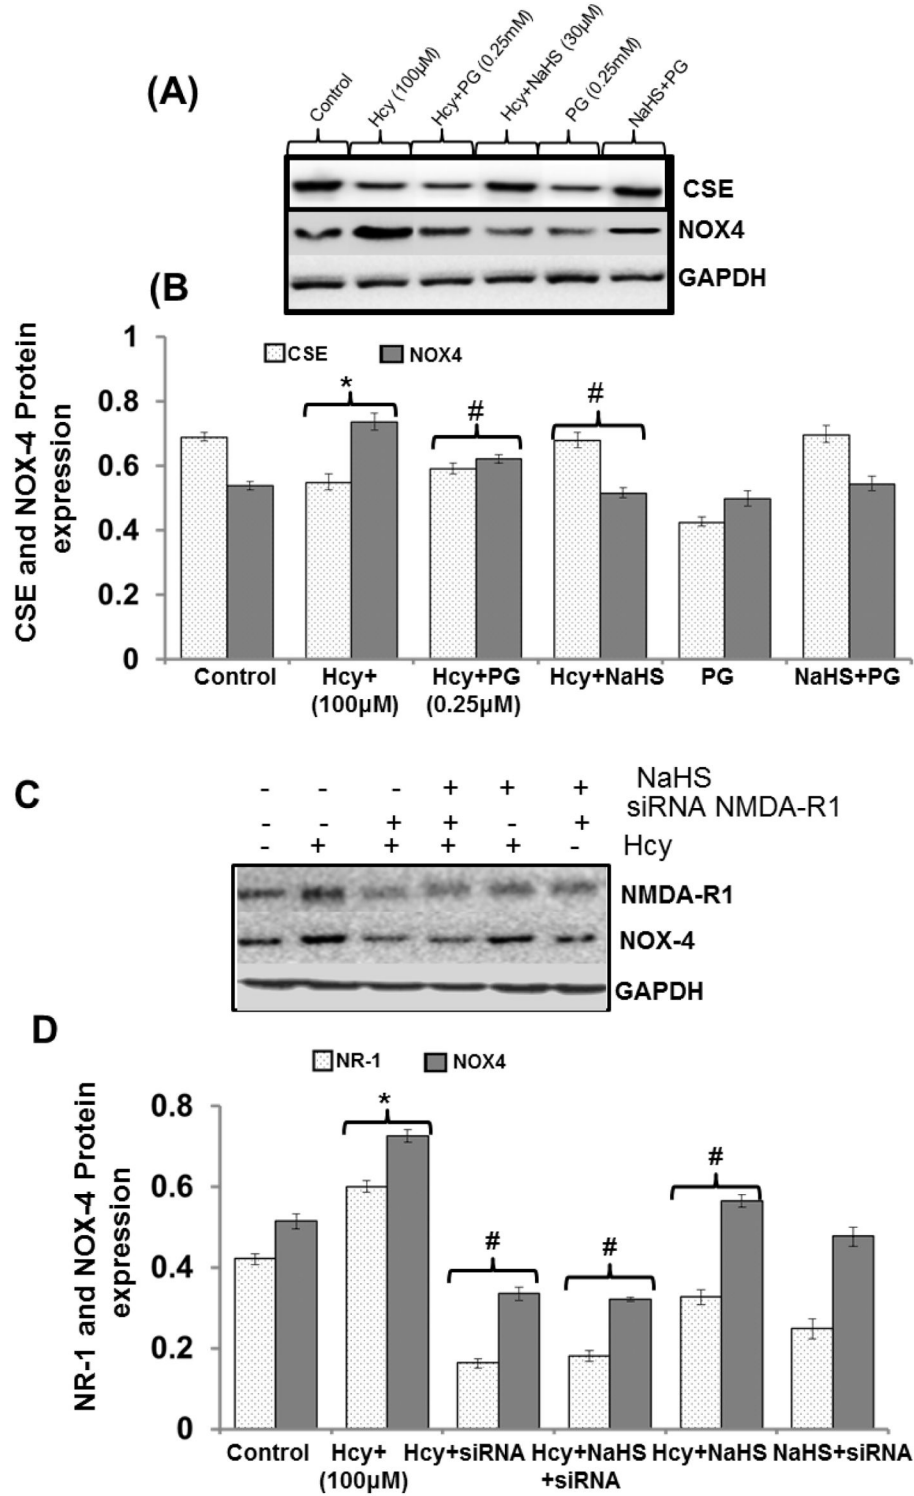 (A)
Control
Hcy (100µM)
Hcy+PG (0.25mM)
Hcy+NaHS (30µM)
PG (0.25mM)
NaHS+PG
CSE
NOX4
GAPDH
(B
CSE and NOX-4 Protein
expression
1
0.8
0.6
0.4
0.2
0
CSE
NOX4
*
#
#
Control
Hcy+
(100µM)
Hcy+PG
(0.25µM)
Hcy+NaHS
PG
NaHS+PG
C
- - - + + + NaHS
- - + + - + siRNA NMDA-R1
- + + + + - Hcy
NMDA-R1
NOX-4
GAPDH
D
NR-1 and NOX-4 Protein
expression
0.8
0.6
0.4
0.2
0
NR-1
NOX4
*
#
#
#
Control
Hcy+
(100µM)
Hcy+siRNA
Hcy+NaHS
+siRNA
Hcy+NaHS
NaHS+siRNA